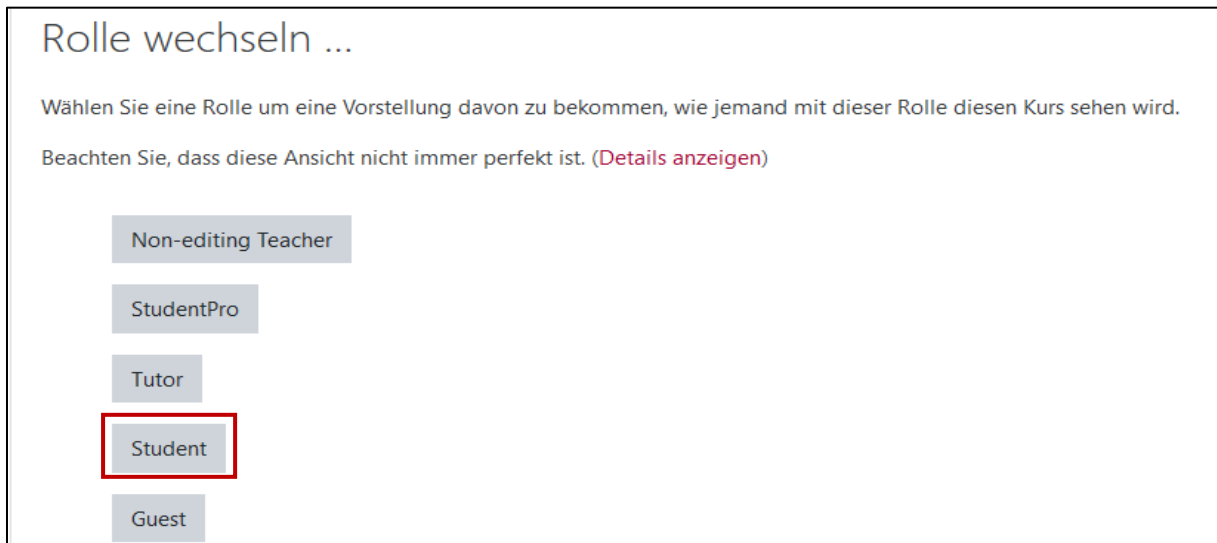 Rolle wechseln ...
Wählen Sie eine Rolle um eine Vorstellung davon zu bekommen, wie jemand mit dieser Rolle diesen Kurs sehen wird.
Beachten Sie, dass diese Ansicht nicht immer perfekt ist. (Details anzeigen)
Non-editing Teacher
StudentPro
Tutor
Student
Guest